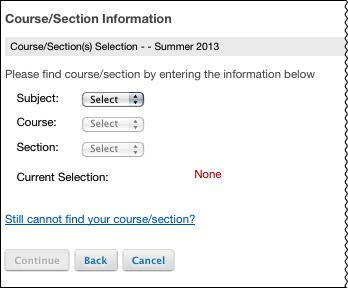 Course/Section Information
Course/Section(s) Selection - - Summer 2013
Please find course/section by entering the information below
Subject: Select
Course: Select
Section: Select
Current Selection: None
Still cannot find your course/section?
Continue Back Cancel